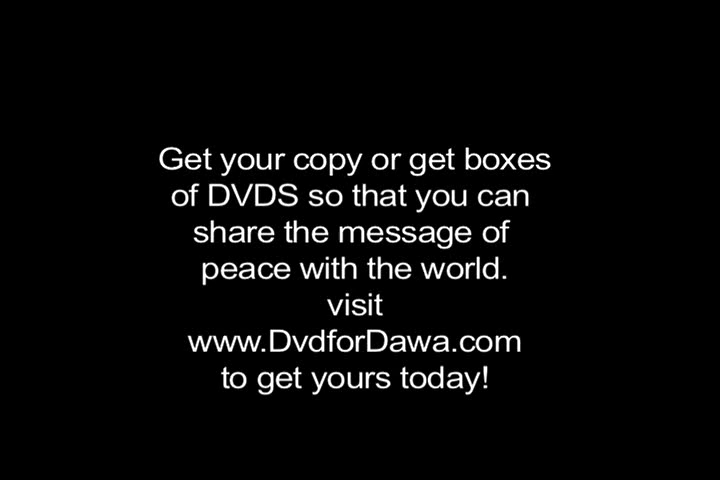 Get your copy or get boxes
of DVDS so that you can
share the message of
peace with the world.
visit
www.DvdforDawa.com
to get yours today!